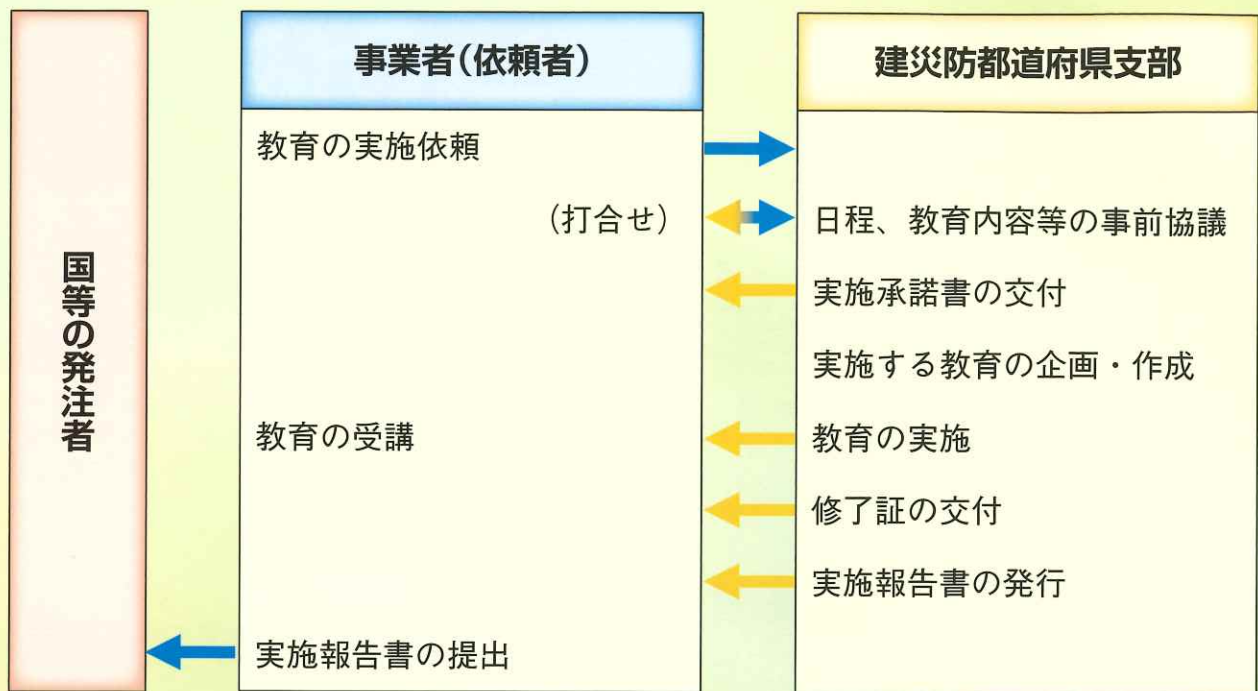 国等の発注者
事業者（依頼者）
建災防都道府県支部
教育の実施依頼
（打合せ）
日程、教育内容等の事前協議
実施承諾書の交付
実施する教育の企画・作成
教育の受講
教育の実施
修了証の交付
実施報告書の発行
実施報告書の提出